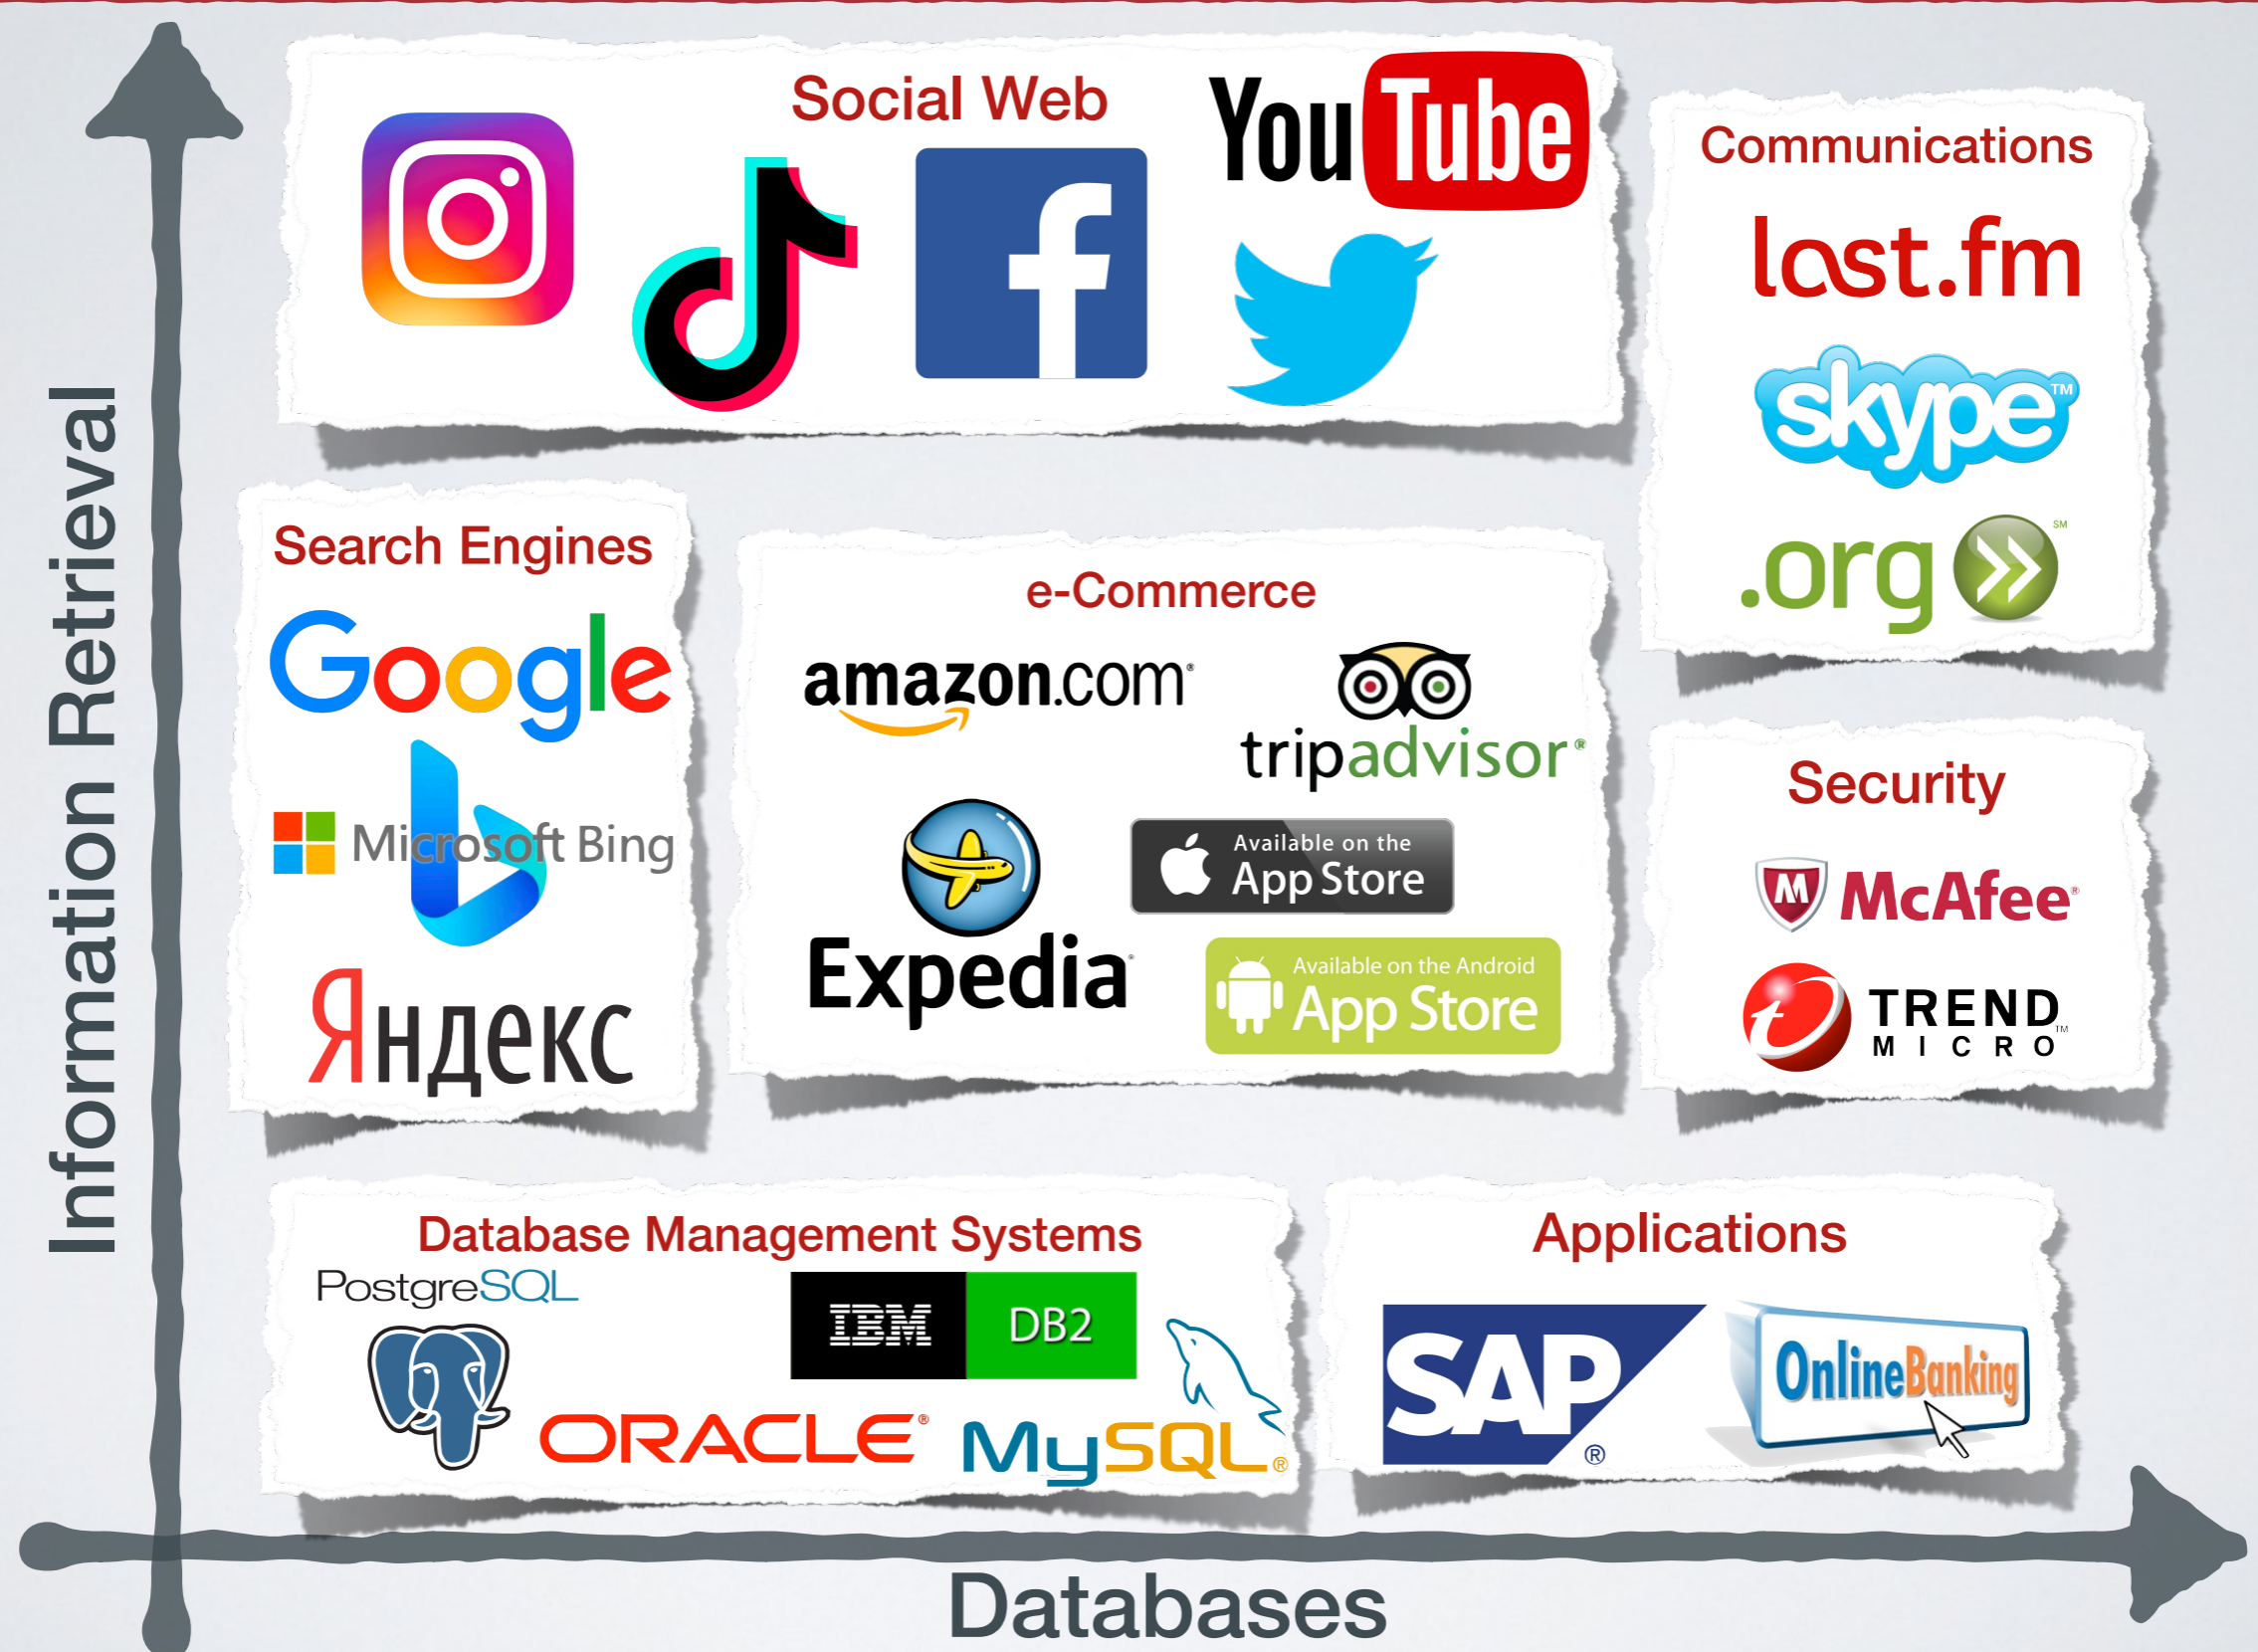 Information Retrieval
Social Web
YouTube
Communications
last.fm
skype™
.org SM
Search Engines
Google
Microsoft Bing
Яндекс
e-Commerce
amazon.com®
tripadvisor®
Expedia®
Available on the
App Store
Available on the Android
App Store
Security
M McAfee®
TREND
MICRO™
Database Management Systems
PostgreSQL
IBM DB2
ORACLE®
MySQL®
Applications
SAP®
OnlineBanking
Databases